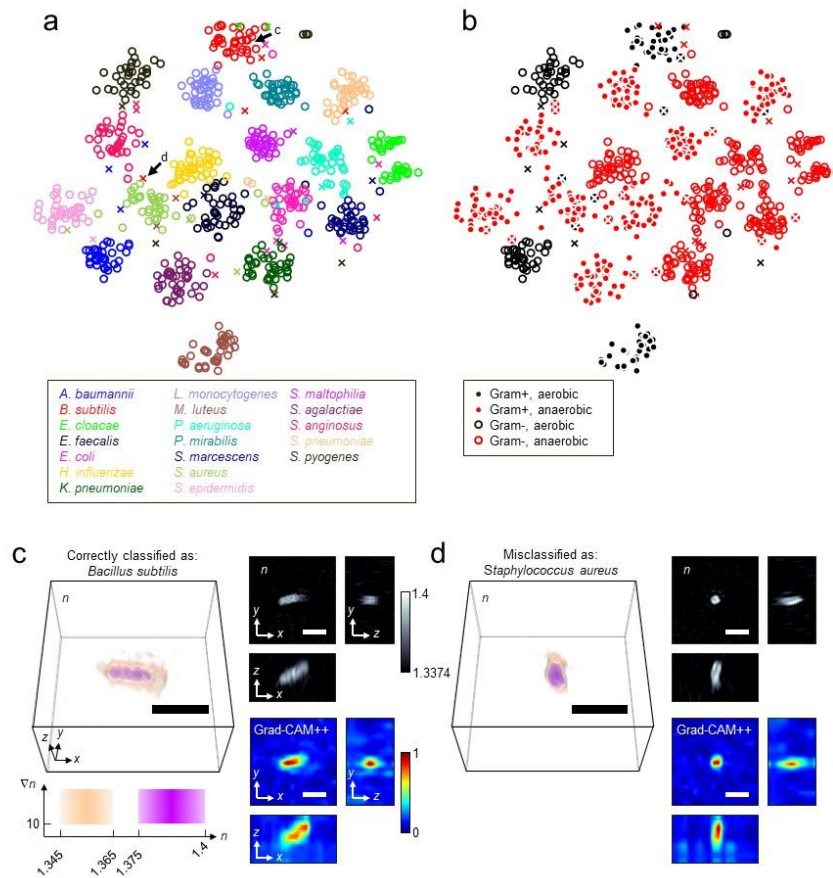 a
c
d
b
A. baumannii
B. subtilis
E. cloacae
E. faecalis
E. coli
H. influenzae
K. pneumoniae
L. monocytogenes
M. luteus
P. aeruginosa
P. mirabilis
S. marcescens
S. aureus
S. epidermidis
S. maltophilia
S. agalactiae
S. anginosus
S. pneumoniae
S. pyogenes
Gram+, aerobic
Gram+, anaerobic
Gram-, aerobic
Gram-, anaerobic
c
Correctly classified as:
Bacillus subtilis
n
z y
x
∇n
10
n
1.345
1.365
1.375
1.4
n
y
x
y
z
z
x
1.4
1.3374
Grad-CAM++
y
x
y
z
z
x
1
0
d
Misclassified as:
Staphylococcus aureus
n
n
Grad-CAM++